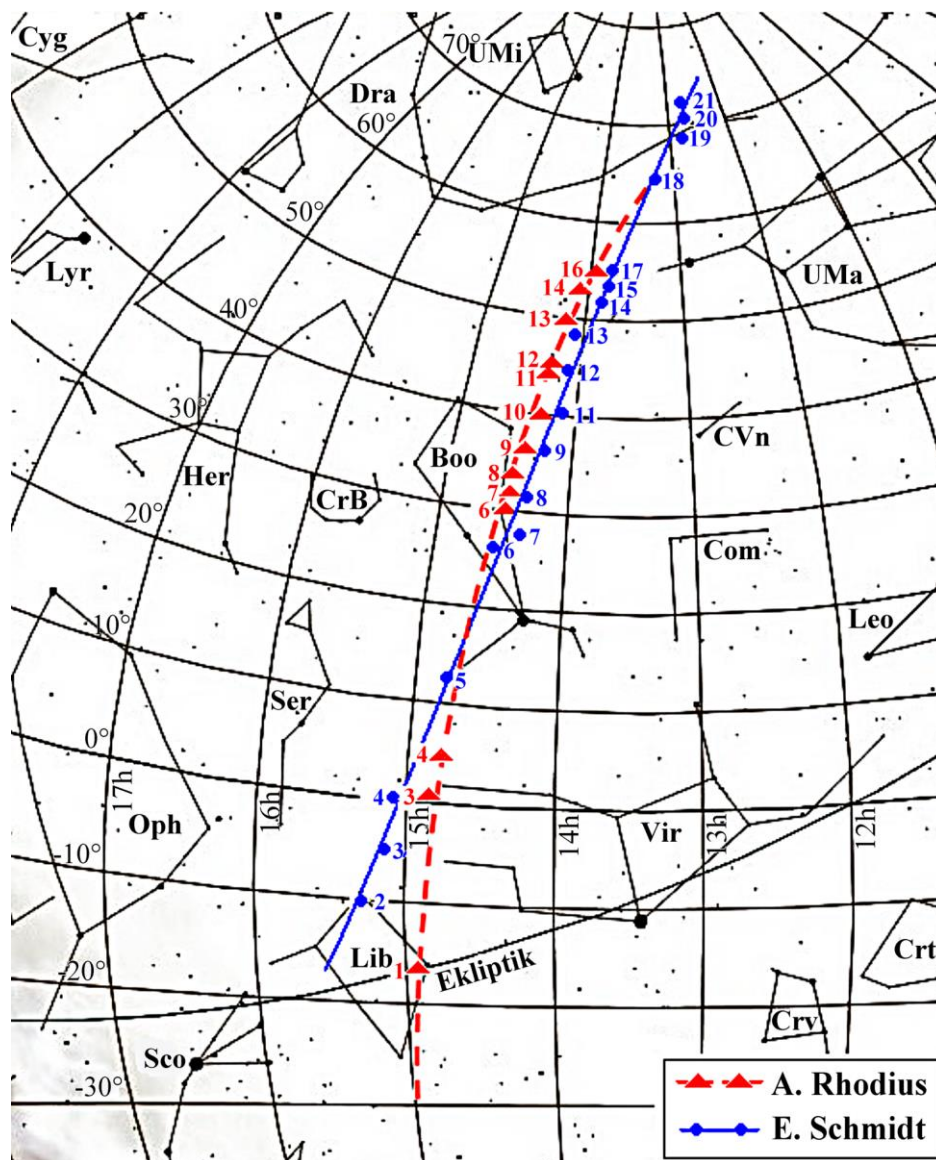 Cyg
70°
UMi
Dra
60°
21
20
19
18
50°
Lyr
16
17
UMa
14
15
14
40°
13
13
12
12
11
10
11
30°
CVn
9
Boo
9
Her
8
CrB
7
8
6
20°
7
6
Com
Leo
10°
5
Ser
0°
4
4
3
17h
16h
15h
14h
13h
12h
Oph
Vir
3
-10°
2
Lib
1
Ekliptik
Crt
-20°
Crv
Sco
-30°
A. Rhodius
E. Schmidt